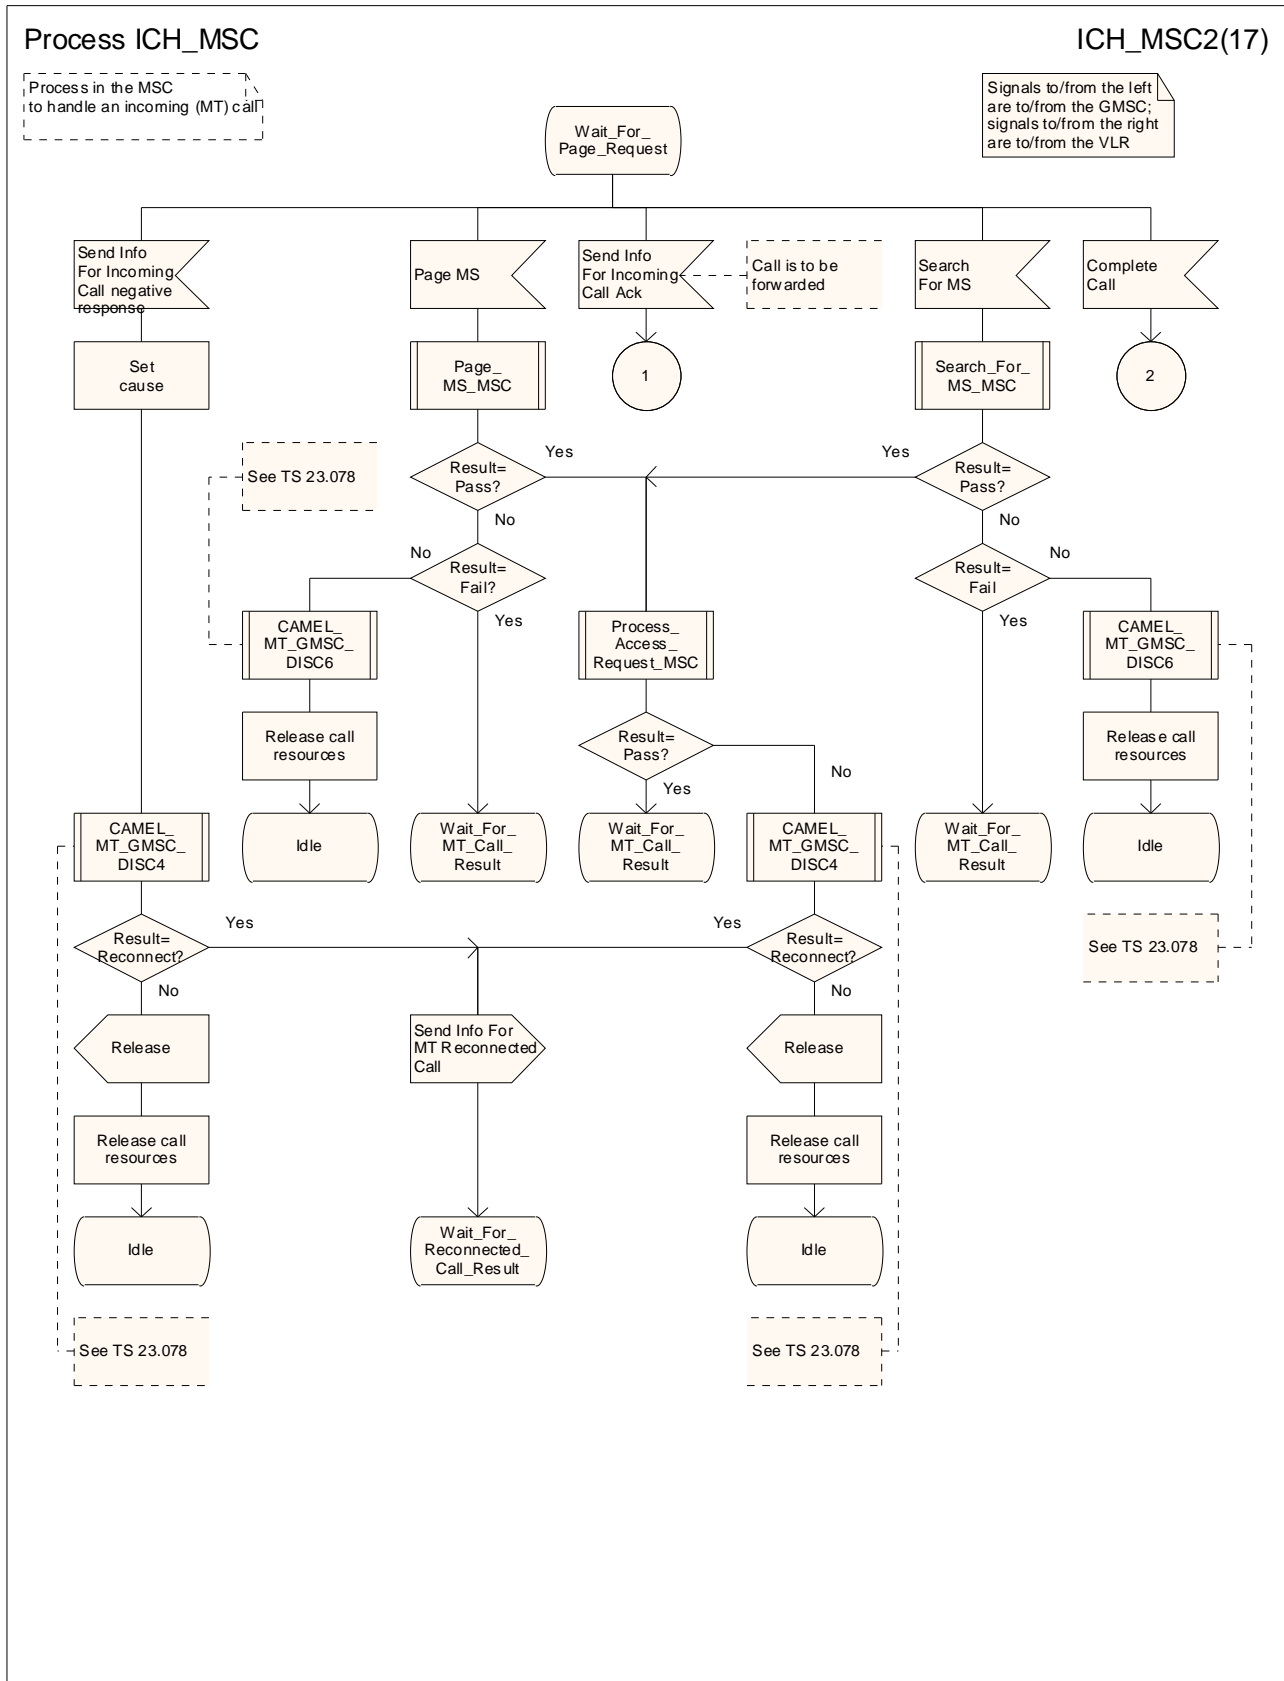 Process ICH_MSC
ICH_MSC2(17)
Process in the MSC
to handle an incoming (MT) call
Signals to/from the left
are to/from the GMSC;
signals to/from the right
are to/from the VLR
Wait_For_
Page_Request
Send Info
For Incoming
Call negative
response
Page MS
Send Info
For Incoming
Call Ack
Call is to be
forwarded
Search
For MS
Complete
Call
Set
cause
Page_
MS_MSC
1
Search_For_
MS_MSC
2
See TS 23.078
Result=
Pass?
Yes
No
Yes
Result=
Pass?
No
No
Result=
Fail?
Yes
Result=
Fail
No
Yes
CAMEL_
MT_GMSC_
DISC6
Process_
Access_
Request_MSC
CAMEL_
MT_GMSC_
DISC6
Release call
resources
Result=
Pass?
No
Yes
Release call
resources
CAMEL_
MT_GMSC_
DISC4
Idle
Wait_For_
MT_Call_
Result
Wait_For_
MT_Call_
Result
CAMEL_
MT_GMSC_
DISC4
Wait_For_
MT_Call_
Result
Idle
Result=
Reconnect?
Yes
No
Yes
Result=
Reconnect?
No
See TS 23.078
Release
Send Info For
MT Reconnected
Call
Release
Release call
resources
Release call
resources
Idle
Wait_For_
Reconnected_
Call_Result
Idle
See TS 23.078
See TS 23.078